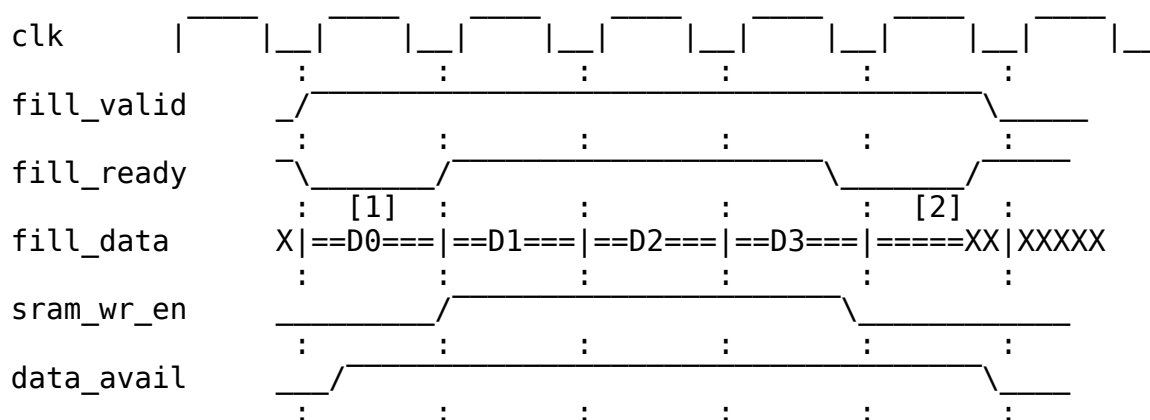 clk
fill_valid
fill_ready
[1] [2]
fill_data X|==D0===|==D1===|==D2===|==D3===|=====XX|XXXXX
sram_wr_en
data_avail